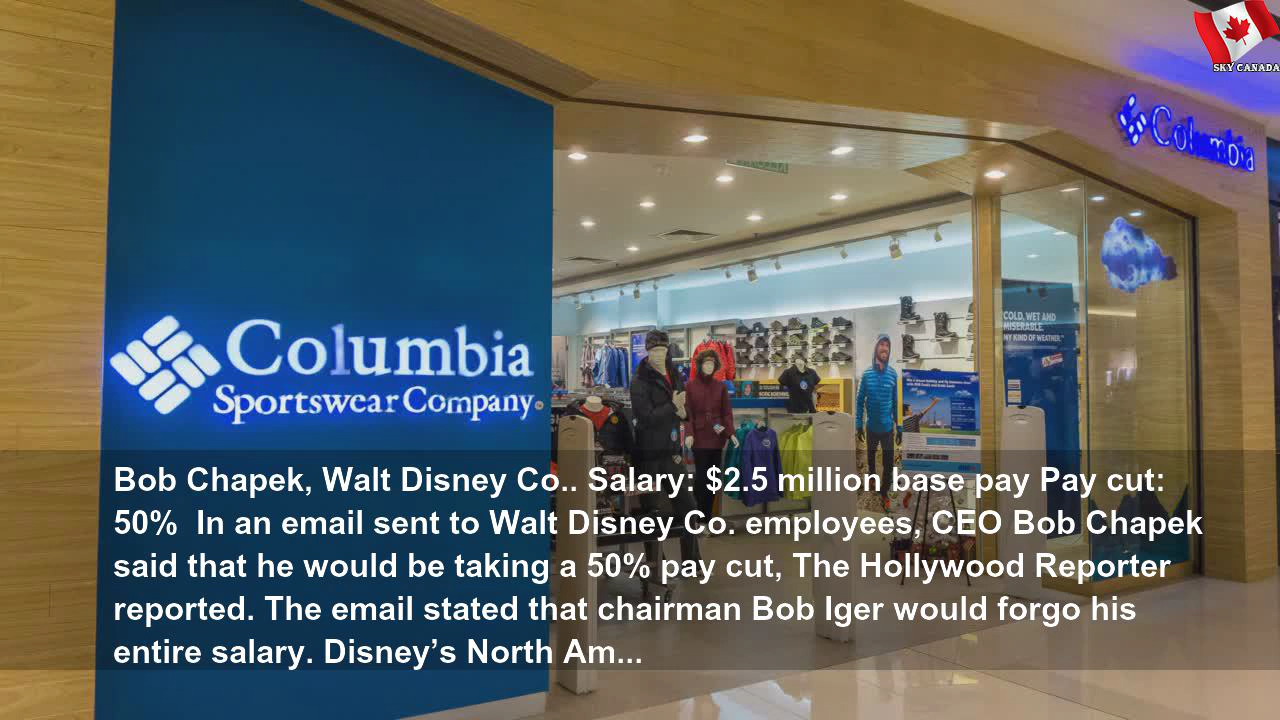 SKY CANADA
Columbia
Columbia
Sportswear Company
"COLD, WET AND
MISERABLE.
MY KIND OF WEATHER."
Bob Chapek, Walt Disney Co.. Salary: $2.5 million base pay Pay cut:
50%  In an email sent to Walt Disney Co. employees, CEO Bob Chapek
said that he would be taking a 50% pay cut, The Hollywood Reporter
reported. The email stated that chairman Bob Iger would forgo his
entire salary. Disney’s North Am...